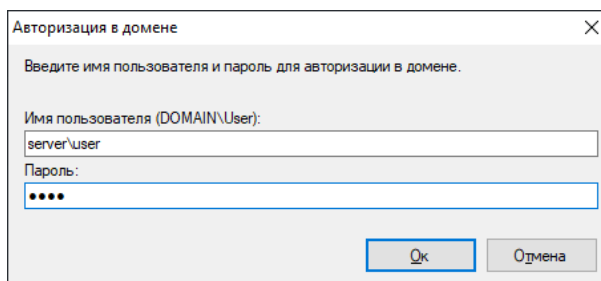 Авторизация в домене
Введите имя пользователя и пароль для авторизации в домене.
Имя пользователя (DOMAIN\User):
server\user
Пароль:
••••
Ок
Отмена